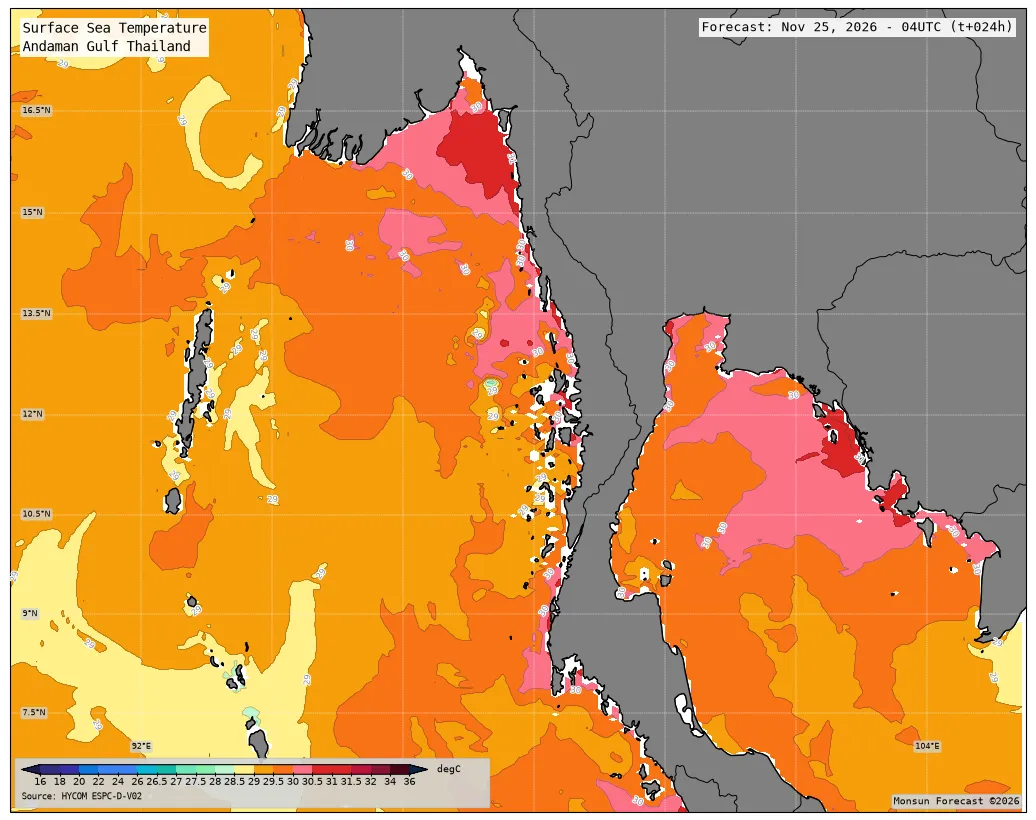 Surface Sea Temperature
Andaman Gulf Thailand
Forecast: Nov 25, 2026 - 04UTC (t+024h)
16.5°N
15°N
13.5°N
12°N
10.5°N
9°N
7.5°N
92°E
104°E
degC
16 18 20 22 24 26 26.5 27 27.5 28 28.5 29 29.5 30 30.5 31 31.5 32 34 36
Source: HYCOM ESPC-D-V02
Monsun Forecast ©2026